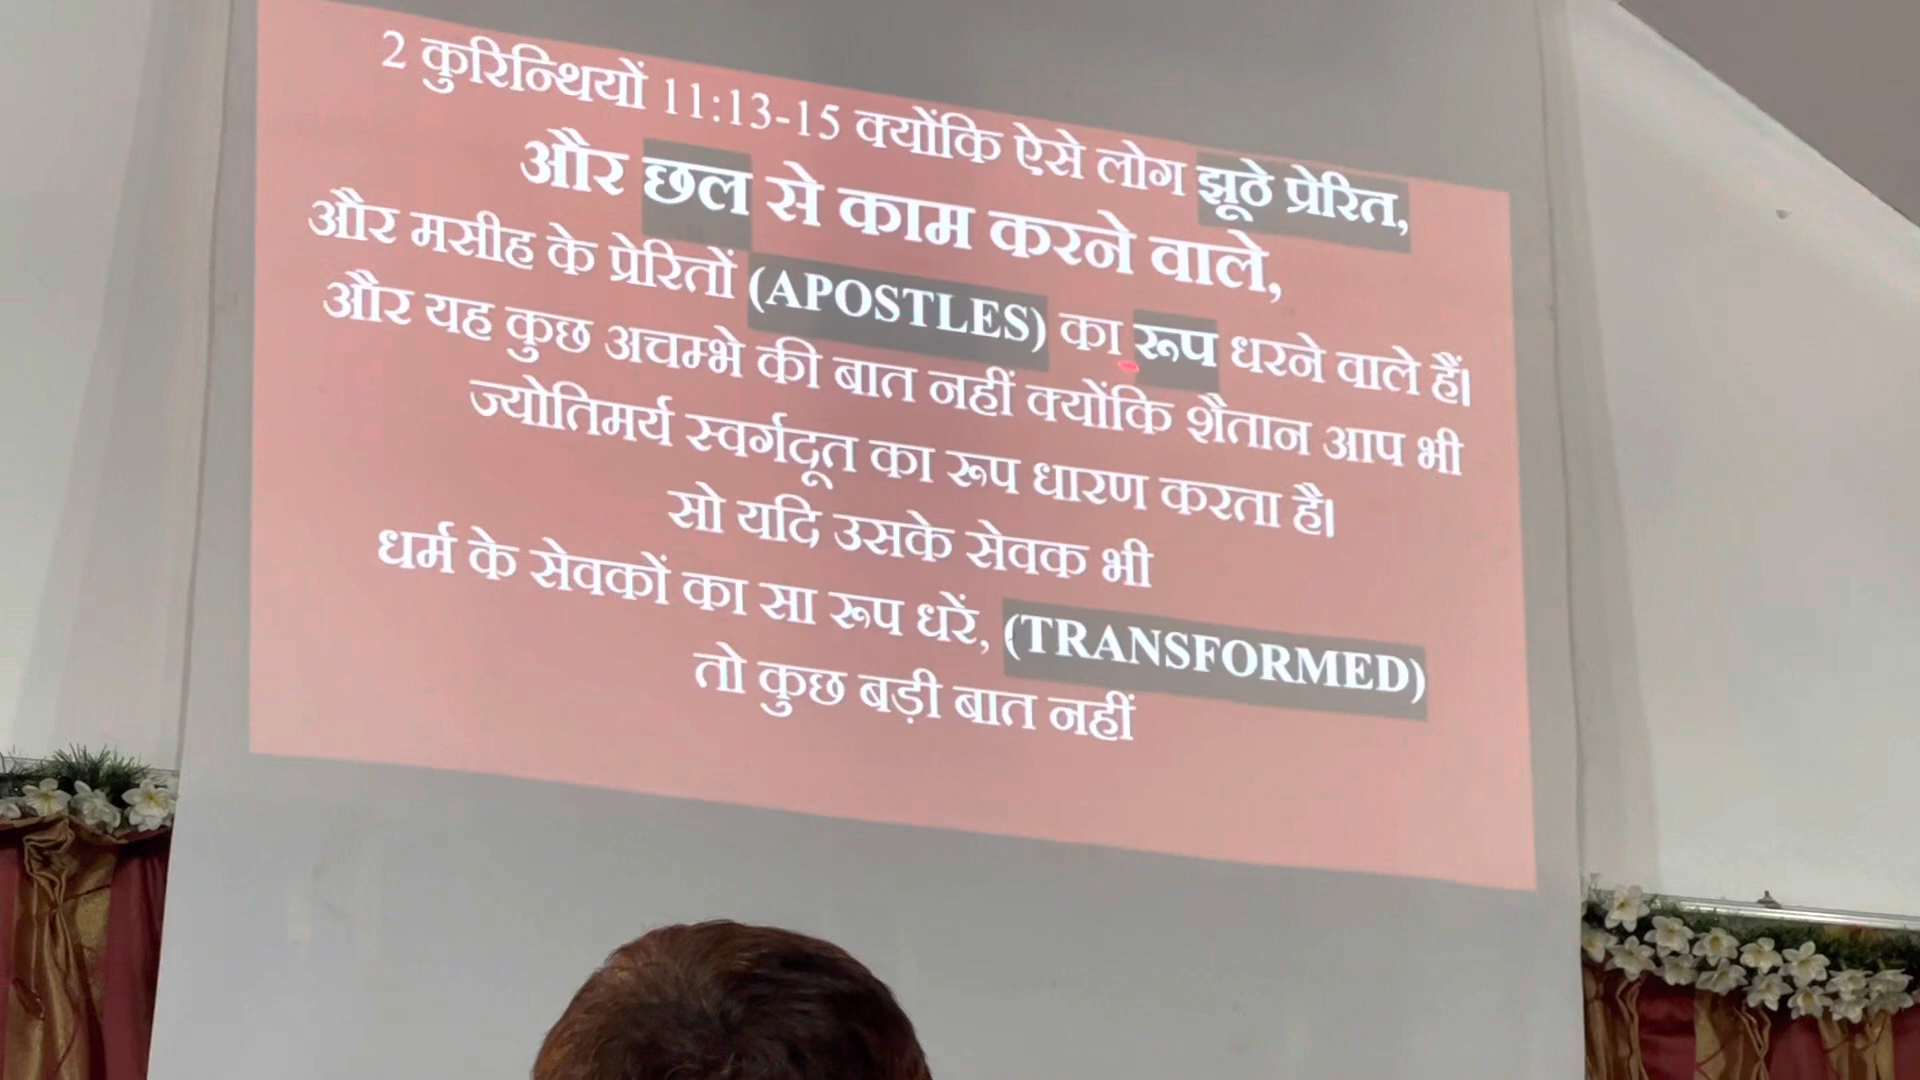 2 कुरिन्थियों 11:13-15 क्योंकि ऐसे लोग झूठे प्रेरित,
और छल से काम करने वाले,
और मसीह के प्रेरितों (APOSTLES) का रूप धरने वाले हैं।
और यह कुछ अचम्भे की बात नहीं क्योंकि शैतान आप भी
ज्योतिमर्य स्वर्गदूत का रूप धारण करता है।
सो यदि उसके सेवक भी
धर्म के सेवकों का सा रूप धरें, (TRANSFORMED)
तो कुछ बड़ी बात नहीं